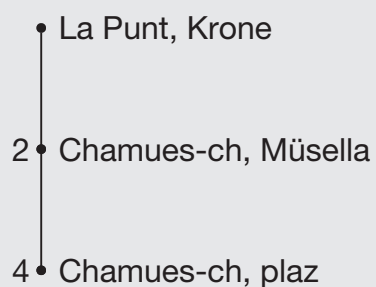 La Punt, Krone
2 Chamues-ch, Müsella
4 Chamues-ch, plaz